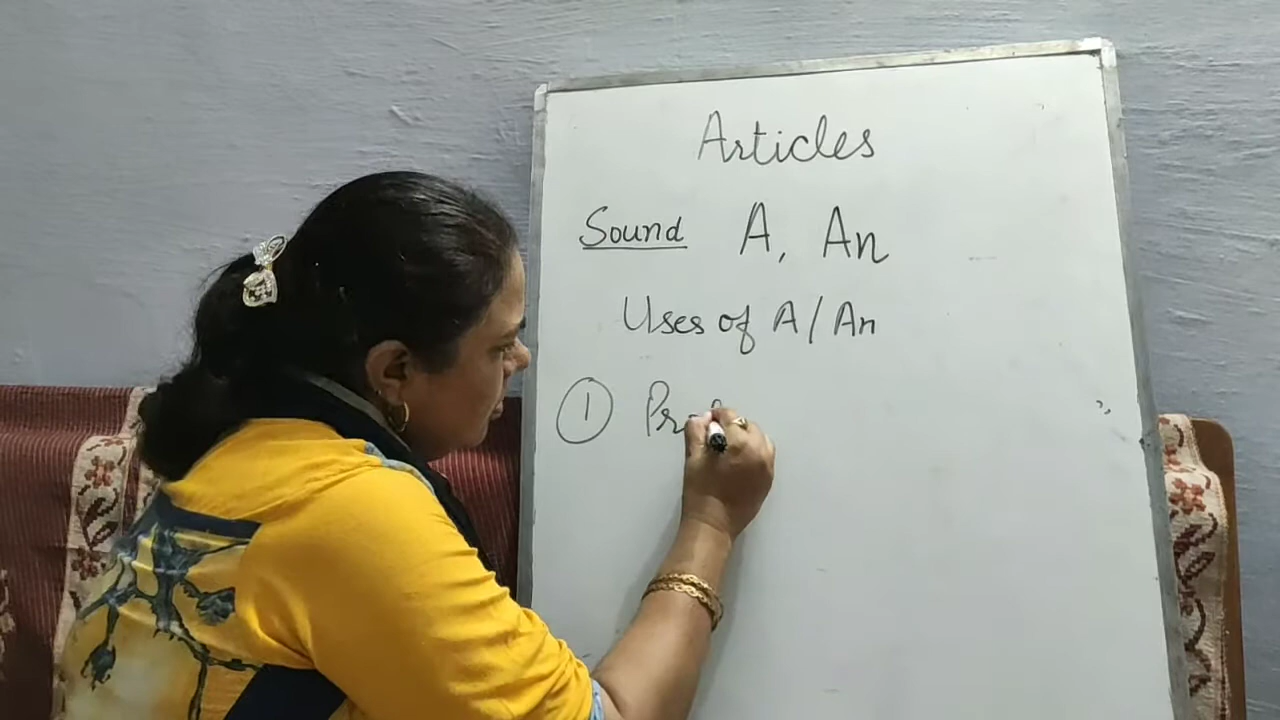 Articles
Sound A, An
Uses of A/An
①